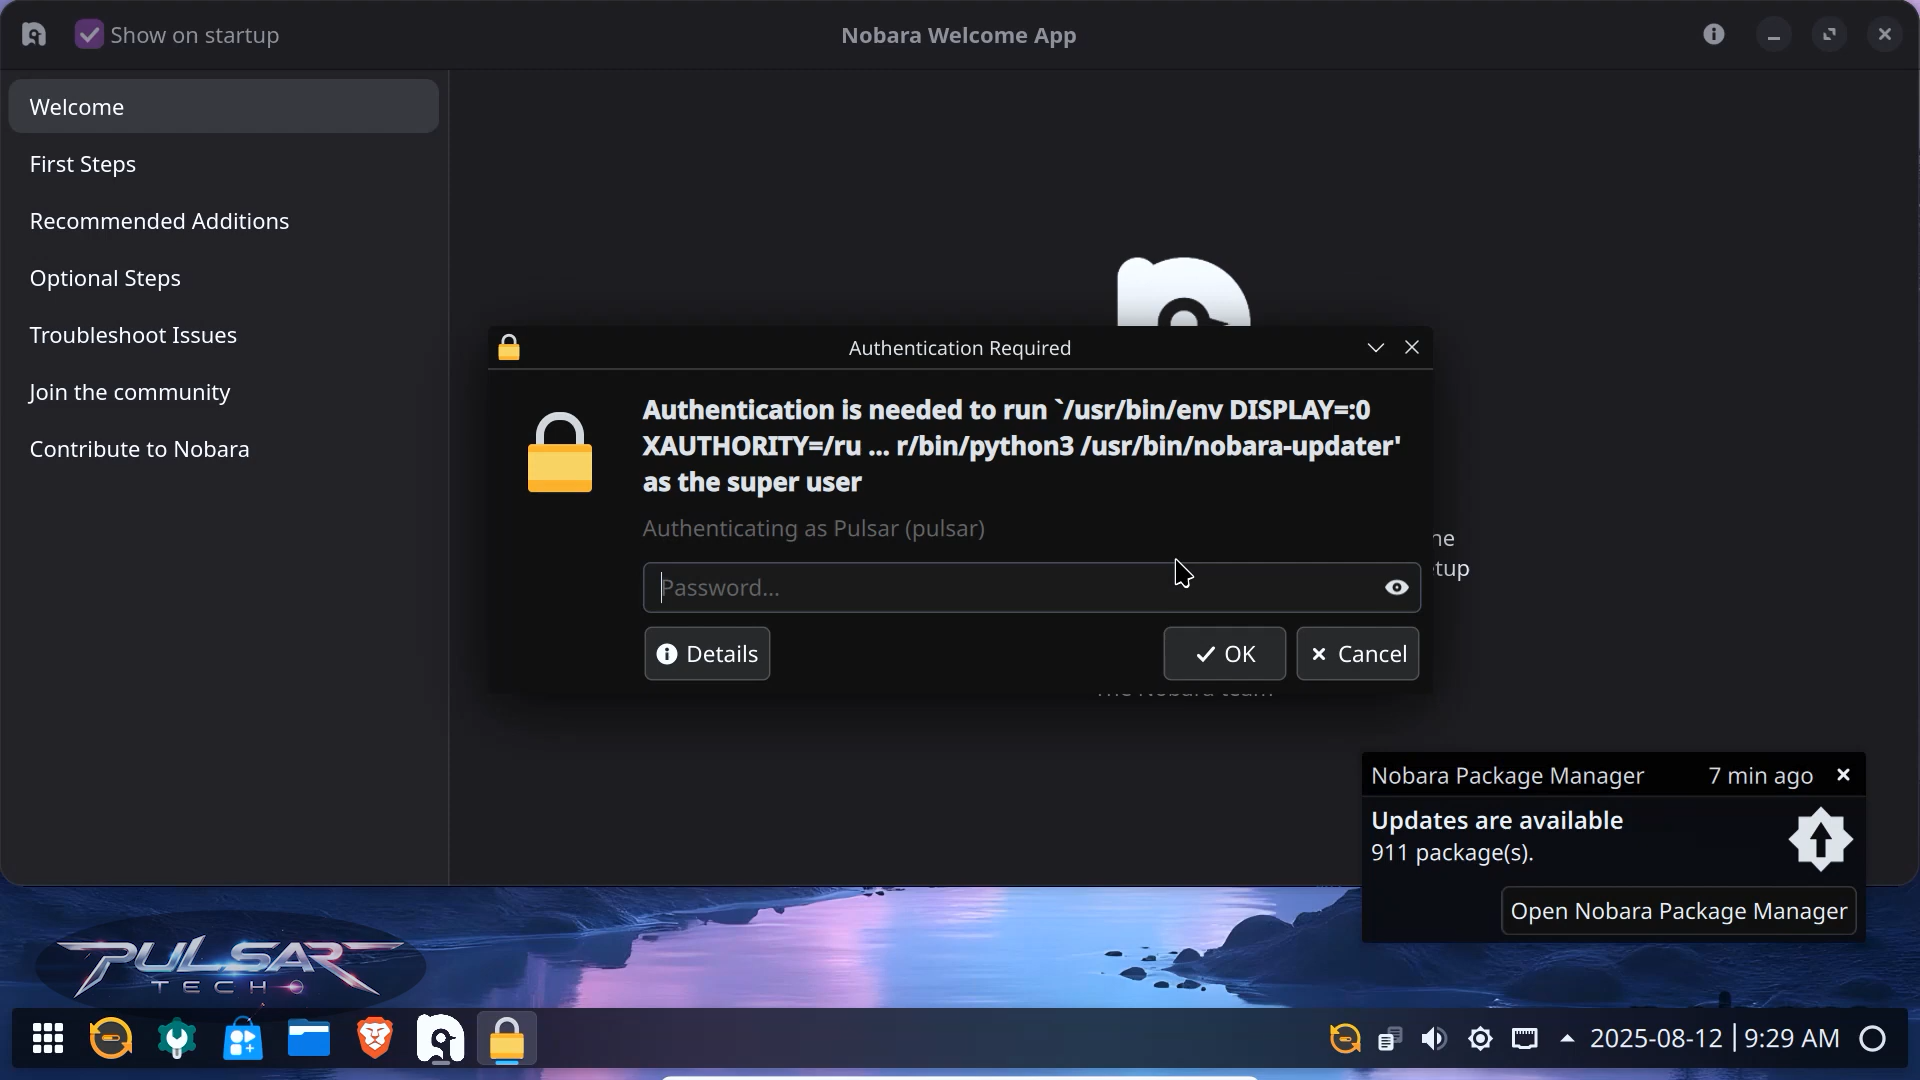 Show on startup
Nobara Welcome App
Welcome
First Steps
Recommended Additions
Optional Steps
Troubleshoot Issues
Join the community
Contribute to Nobara
Authentication Required
Authentication is needed to run `/usr/bin/env DISPLAY=:0
XAUTHORITY=/ru ... r/bin/python3 /usr/bin/nobara-updater'
as the super user
Authenticating as Pulsar (pulsar)
Password...
Details
OK
Cancel
Nobara Package Manager
7 min ago
Updates are available
911 package(s).
Open Nobara Package Manager
PULSAR
TECH
2025-08-12
9:29 AM